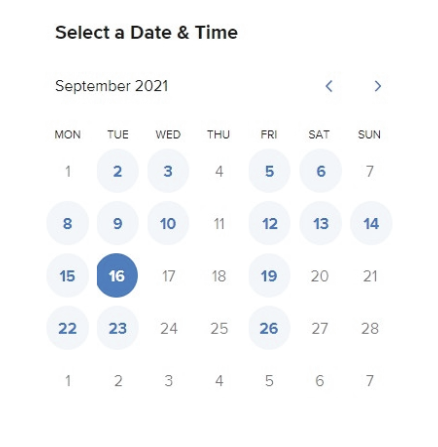 Select a Date & Time
September 2021
MON TUE WED THU FRI SAT SUN
1 2 3 4 5 6 7
8 9 10 11 12 13 14
15 16 17 18 19 20 21
22 23 24 25 26 27 28
1 2 3 4 5 6 7